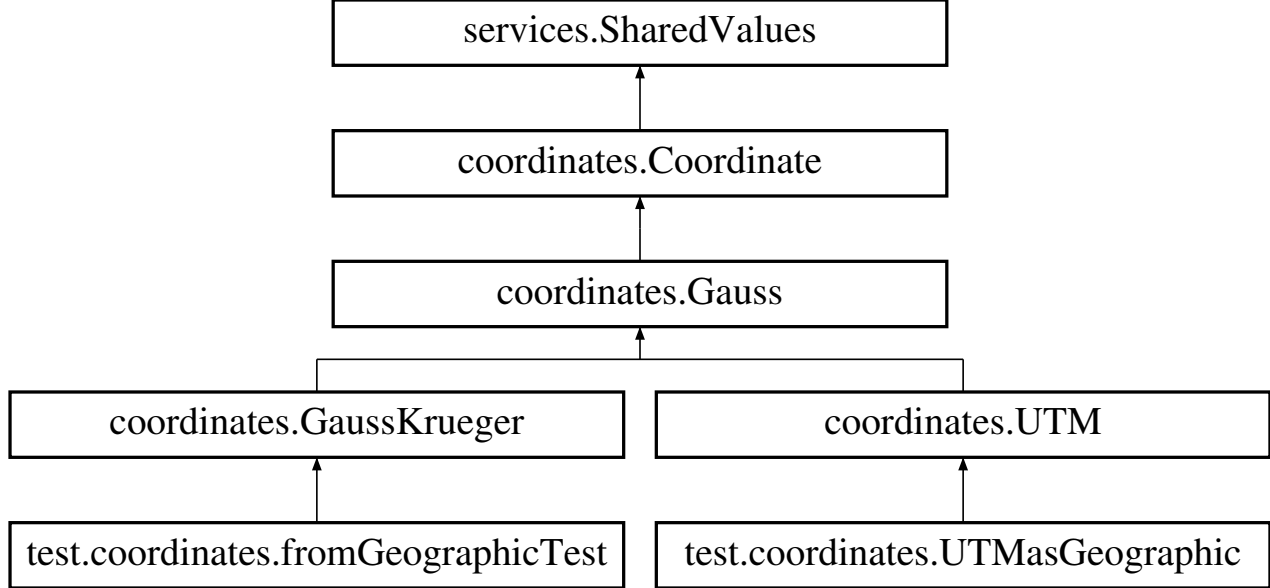 services.SharedValues
coordinates.Coordinate
coordinates.Gauss
coordinates.GaussKrueger
coordinates.UTM
test.coordinates.fromGeographicTest
test.coordinates.UTMasGeographic